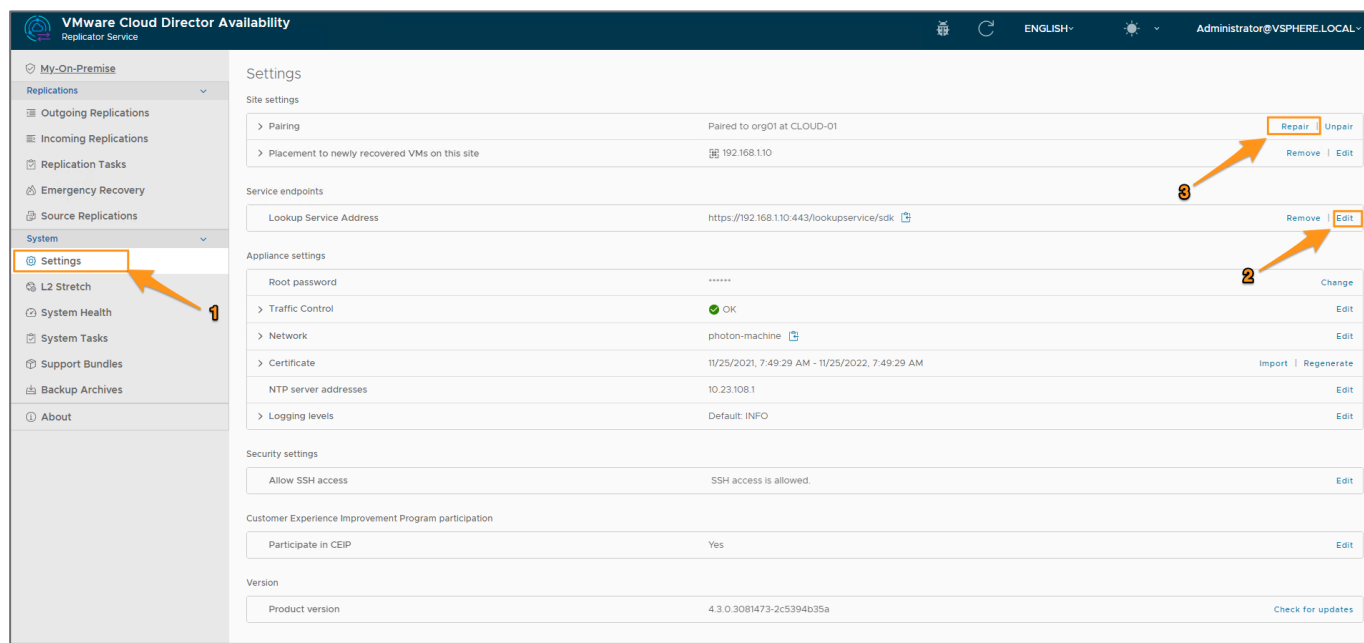 VMware Cloud Director Availability
Replicator Service
ENGLISH
Administrator@VSPHERE.LOCAL
My-On-Premise
Replications
Outgoing Replications
Incoming Replications
Replication Tasks
Emergency Recovery
Source Replications
System
Settings
L2 Stretch
System Health
System Tasks
Support Bundles
Backup Archives
About
1
Settings
Site settings
Pairing Paired to org01 at CLOUD-01 Repair | Unpair
Placement to newly recovered VMs on this site 192.168.1.10 Remove | Edit
3
Service endpoints
Lookup Service Address https://192.168.1.10:443/lookupservice/sdk Remove | Edit
2
Appliance settings
Root password ****** Change
Traffic Control OK Edit
Network photon-machine Edit
Certificate 11/25/2021, 7:49:29 AM - 11/25/2022, 7:49:29 AM Import | Regenerate
NTP server addresses 10.23.108.1 Edit
Logging levels Default: INFO Edit
Security settings
Allow SSH access SSH access is allowed. Edit
Customer Experience Improvement Program participation
Participate in CEIP Yes Edit
Version
Product version 4.3.0.3081473-2c5394b35a Check for updates